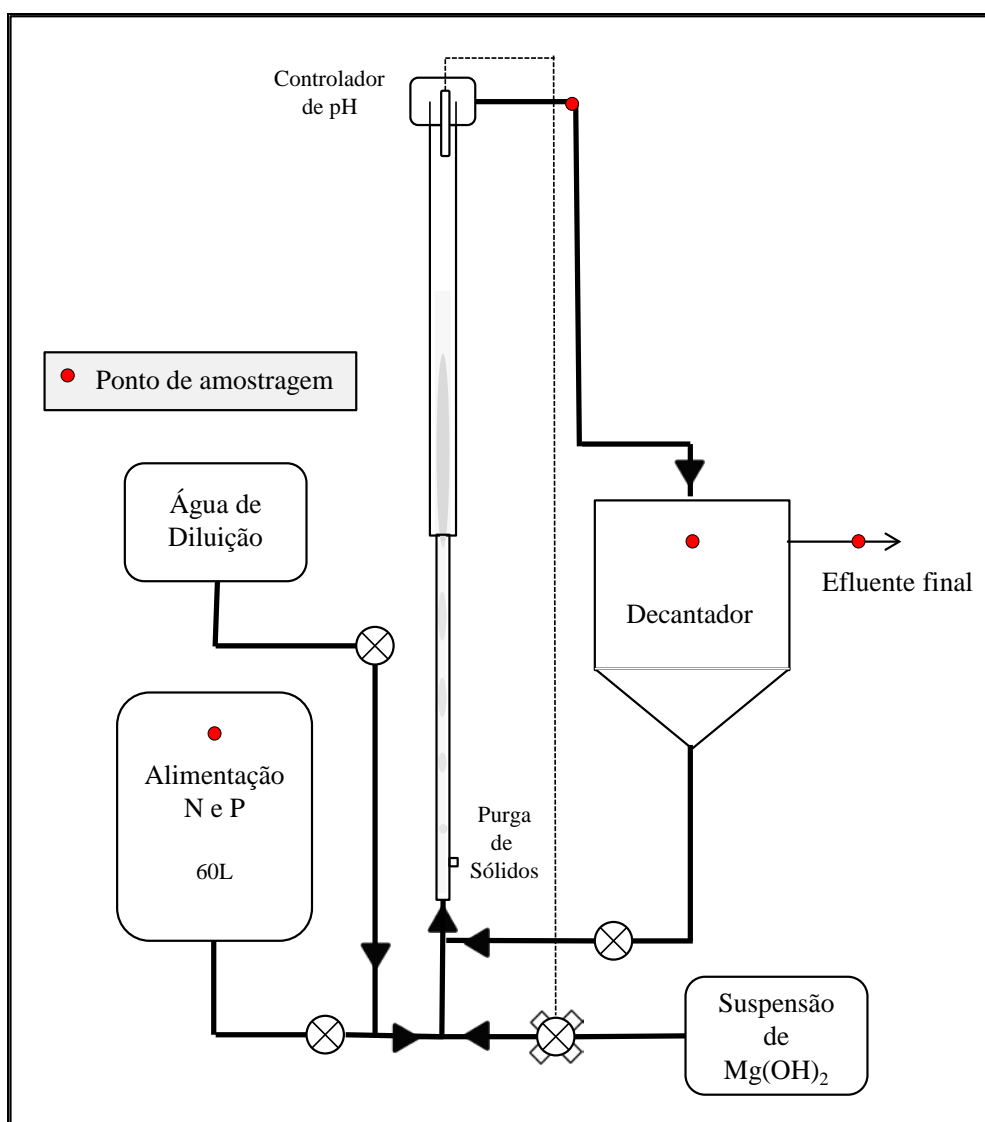 Controlador
de pH
Ponto de amostragem
Água de
Diluição
Efluente final
Decantador
Alimentação
N e P
60L
Purga
de
Sólidos
Suspensão
de
Mg(OH)₂